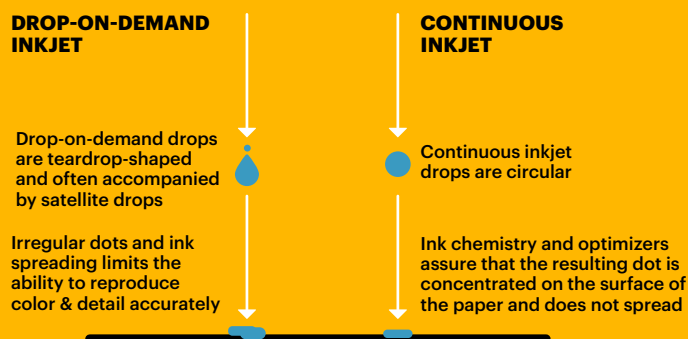 DROP-ON-DEMAND
INKJET
Drop-on-demand drops
are teardrop-shaped
and often accompanied
by satellite drops
Irregular dots and ink
spreading limits the
ability to reproduce
color & detail accurately
CONTINUOUS
INKJET
Continuous inkjet
drops are circular
Ink chemistry and optimizers
assure that the resulting dot is
concentrated on the surface of
the paper and does not spread